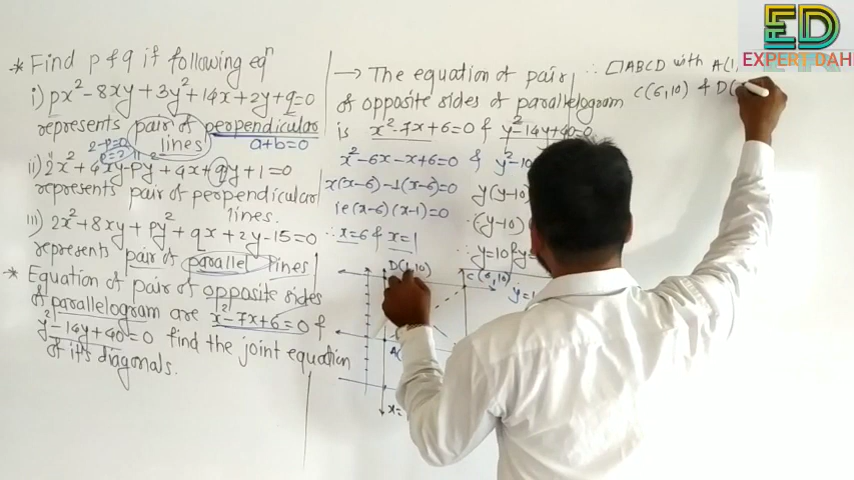 * Find p & q if following eqn
i) px²-8xy+3y²+14x+2y+q=0
represents pair of perpendicular
lines a+b=0
2-p=0
p=2
ii) 2x²+4xy-py²+4x+qy+1=0
represents pair of perpendicular
lines.
iii) 2x²+8xy+py²+qx+2y-15=0
represents pair of parallel lines
* Equation of pair of opposite sides
of parallelogram are x²-7x+6=0 &
y²-14y+40=0 find the joint equation
of it's diagonals.
→ The equation of pair
of opposite sides of parallelogram
is x²-7x+6=0 & y²-14y+40=0
x²-6x-x+6=0 & y²-10
x(x-6)-1(x-6)=0 y(y-10)
ie(x-6)(x-1)=0 (y-10)
∴ x=6 & x=1 ∴ y=10 & y=
D(1,10) C(6,10)
y=1
A(
x=
∴ □ABCD with A(1,
C(6,10) & D(
ED
EXPERT DAH